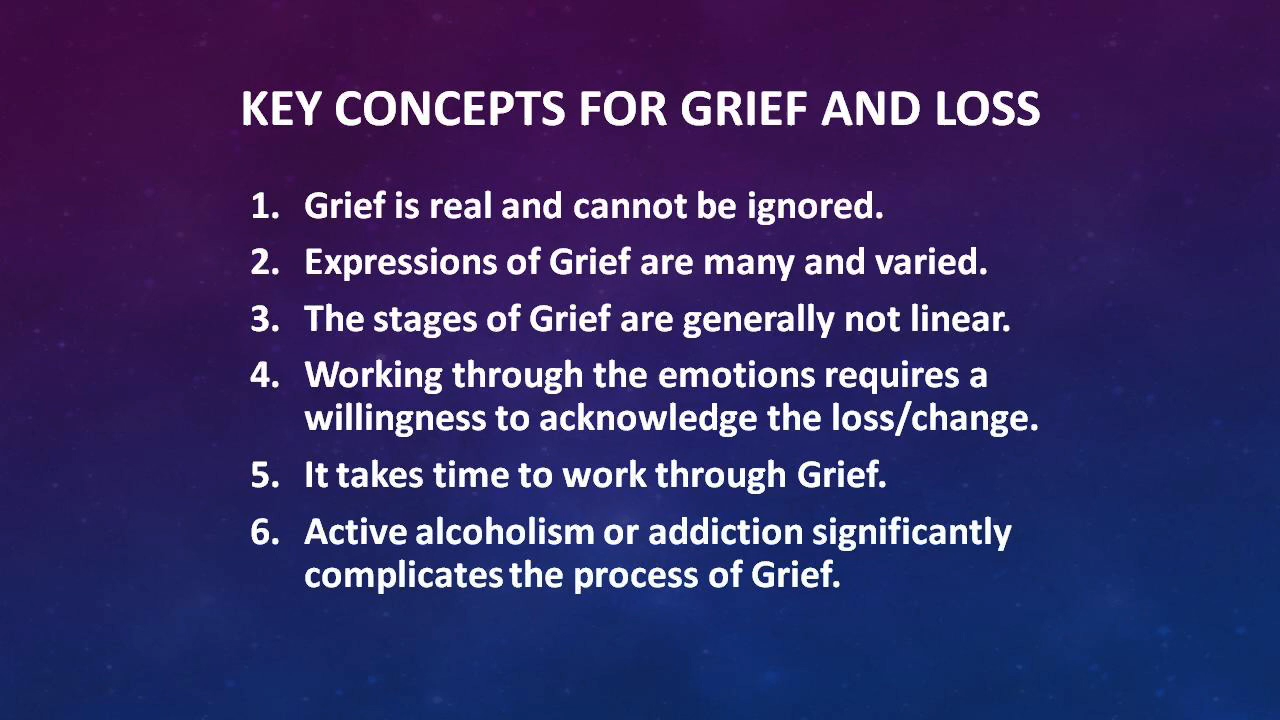 KEY CONCEPTS FOR GRIEF AND LOSS
1. Grief is real and cannot be ignored.
2. Expressions of Grief are many and varied.
3. The stages of Grief are generally not linear.
4. Working through the emotions requires a
willingness to acknowledge the loss/change.
5. It takes time to work through Grief.
6. Active alcoholism or addiction significantly
complicates the process of Grief.